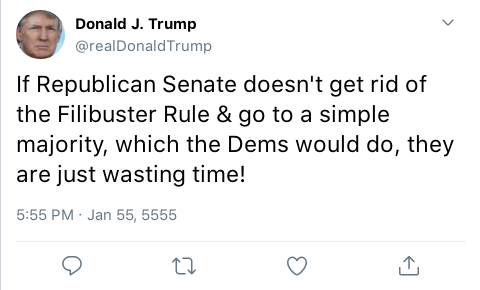 Donald J. Trump
@realDonaldTrump
If Republican Senate doesn't get rid of
the Filibuster Rule & go to a simple
majority, which the Dems would do, they
are just wasting time!
5:55 PM · Jan 55, 5555